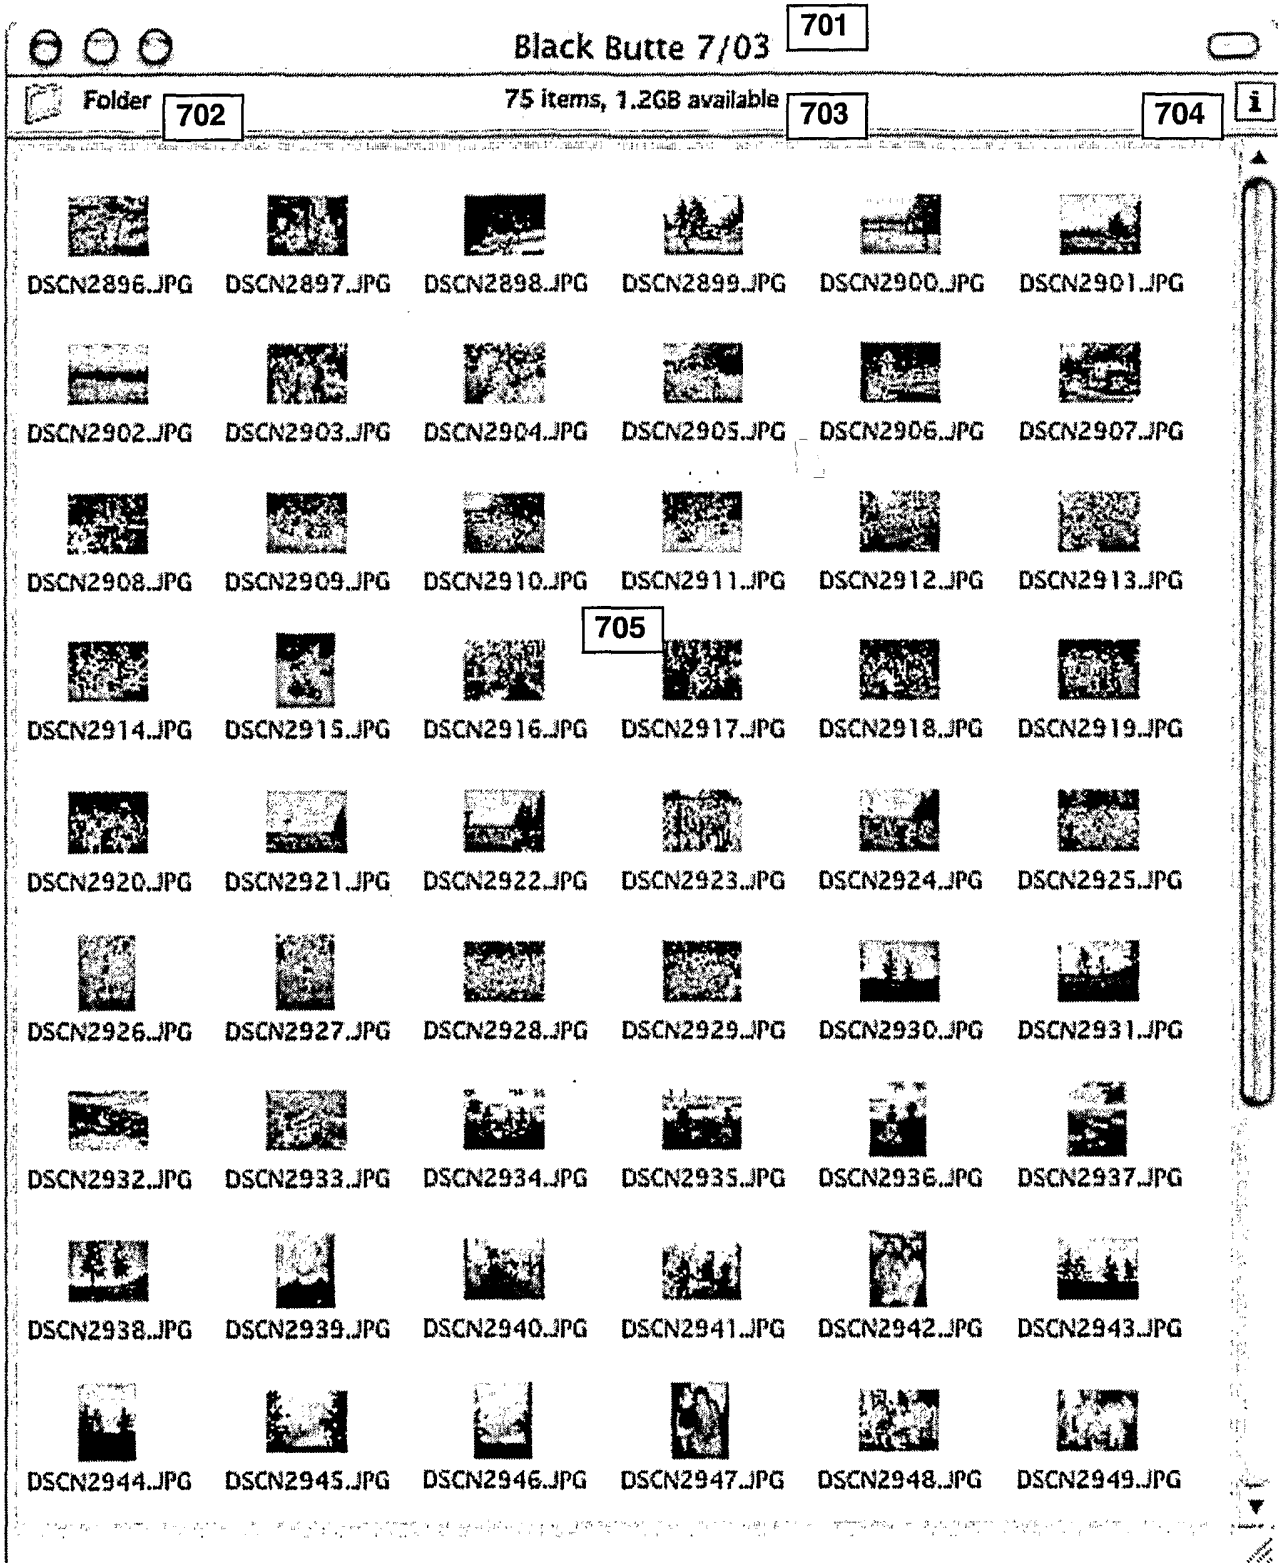 Black Butte 7/03 701
Folder 702 75 items, 1.2GB available 703 704 i
DSCN2896.JPG DSCN2897.JPG DSCN2898.JPG DSCN2899.JPG DSCN2900.JPG DSCN2901.JPG
DSCN2902.JPG DSCN2903.JPG DSCN2904.JPG DSCN2905.JPG DSCN2906.JPG DSCN2907.JPG
DSCN2908.JPG DSCN2909.JPG DSCN2910.JPG DSCN2911.JPG DSCN2912.JPG DSCN2913.JPG
705
DSCN2914.JPG DSCN2915.JPG DSCN2916.JPG DSCN2917.JPG DSCN2918.JPG DSCN2919.JPG
DSCN2920.JPG DSCN2921.JPG DSCN2922.JPG DSCN2923.JPG DSCN2924.JPG DSCN2925.JPG
DSCN2926.JPG DSCN2927.JPG DSCN2928.JPG DSCN2929.JPG DSCN2930.JPG DSCN2931.JPG
DSCN2932.JPG DSCN2933.JPG DSCN2934.JPG DSCN2935.JPG DSCN2936.JPG DSCN2937.JPG
DSCN2938.JPG DSCN2939.JPG DSCN2940.JPG DSCN2941.JPG DSCN2942.JPG DSCN2943.JPG
DSCN2944.JPG DSCN2945.JPG DSCN2946.JPG DSCN2947.JPG DSCN2948.JPG DSCN2949.JPG